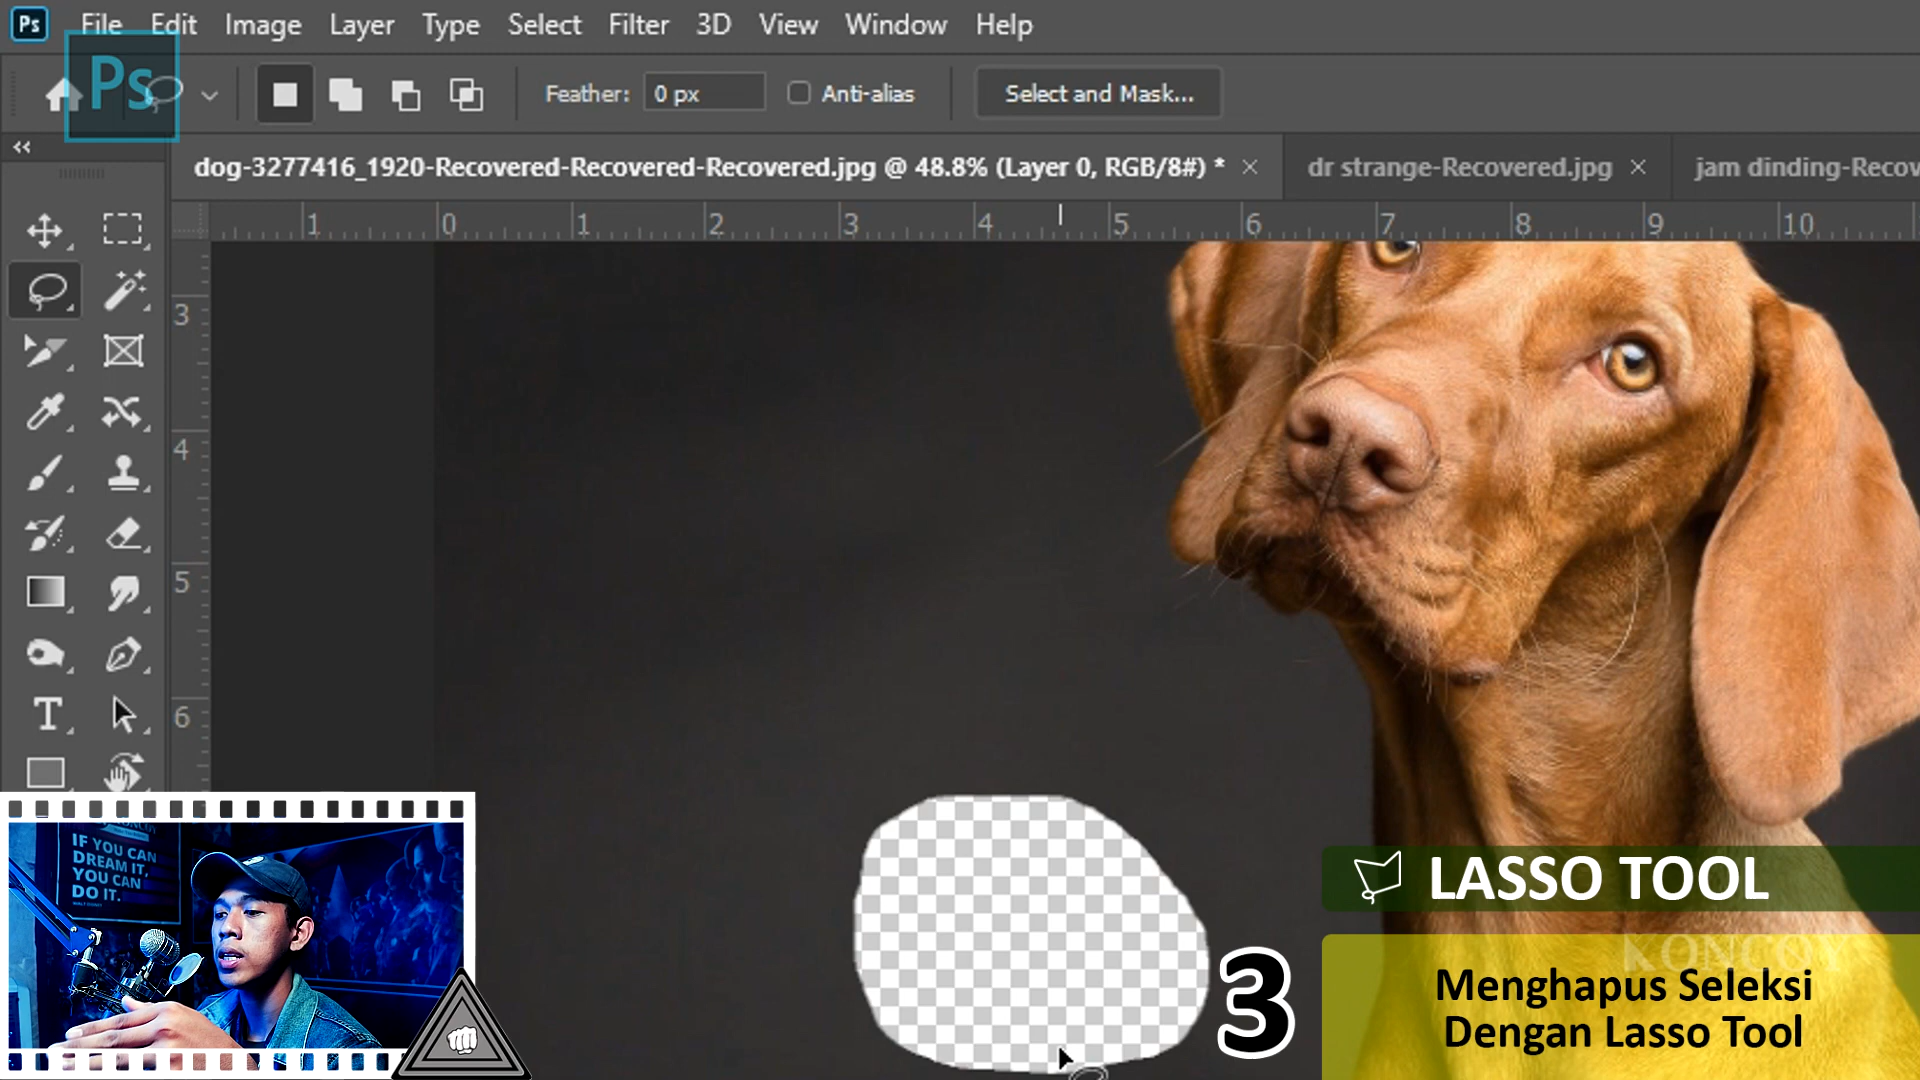 Ps File Edit Image Layer Type Select Filter 3D View Window Help
Ps
Feather: 0 px Anti-alias Select and Mask...
dog-3277416_1920-Recovered-Recovered-Recovered.jpg @ 48.8% (Layer 0, RGB/8#) * × dr strange-Recovered.jpg × jam dinding-Recov
1 0 1 2 3 4 5 6 7 8 9 10
3
4
5
6
IF YOU CAN
DREAM IT,
YOU CAN
DO IT.
LASSO TOOL
KONCOY
3
Menghapus Seleksi
Dengan Lasso Tool